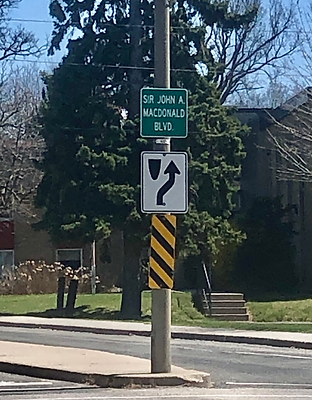 SIR JOHN A.
MACDONALD
BLVD.